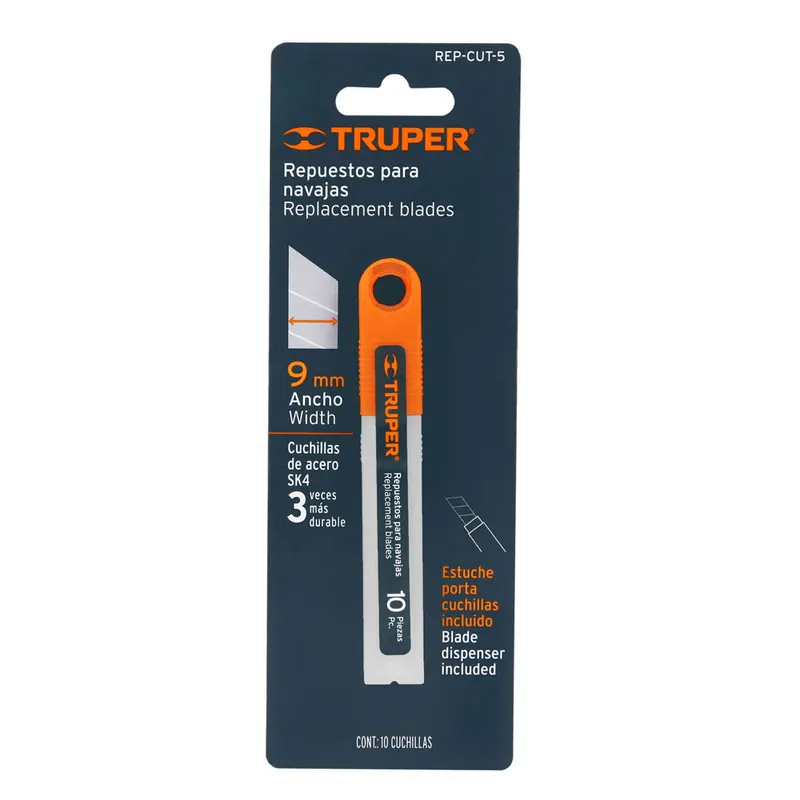 REP-CUT-5
TRUPER®
Repuestos para
navajas
Replacement blades
9 mm
Ancho
Width
Cuchillas
de acero
SK4
3 veces
más
durable
TRUPER®
Repuestos para navajas
Replacement blades
10 Piezas
Pc.
Estuche
porta
cuchillas
incluido
Blade
dispenser
included
CONT.: 10 CUCHILLAS